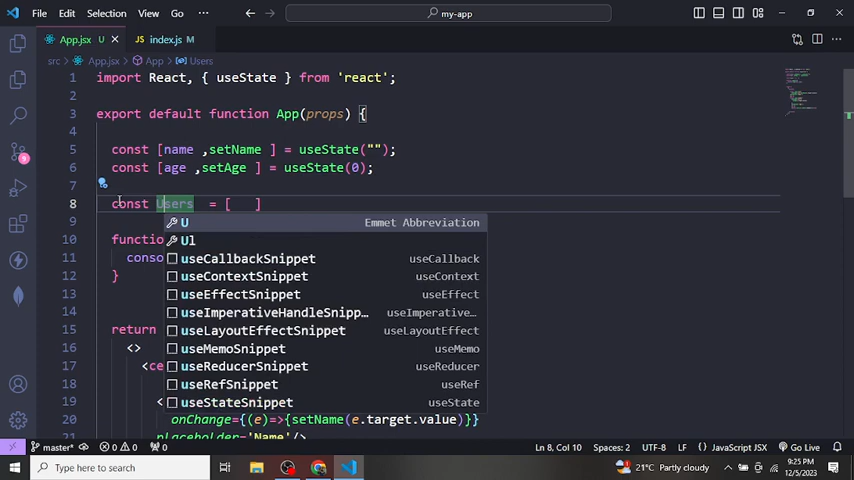 File Edit Selection View Go ··· my-app
App.jsx U × index.js M
src > App.jsx > App > Users
1 import React, { useState } from 'react';
2
3 export default function App(props) {
4
5 const [name ,setName ] = useState("");
6 const [age ,setAge ] = useState(0);
7
8 const Users = [ ]
U Emmet Abbreviation
9
Ul
10 functio
useCallbackSnippet useCallback
11 conso
useContextSnippet useContext
12 }
useEffectSnippet useEffect
13
useImperativeHandleSnipp... useImperative…
14
useLayoutEffectSnippet useLayoutEffect
15 return
useMemoSnippet useMemo
16 <>
useReducerSnippet useReducer
17 <ce
useRefSnippet useRef
18
useStateSnippet useState
19 <
20 onChange={(e)=>{setName(e.target.value)}}
21 placeholder='Name'/>
9
master* 0 0 0 Ln 8, Col 10 Spaces: 2 UTF-8 LF {} JavaScript JSX Go Live
Type here to search
21°C Partly cloudy
9:25 PM
12/5/2023